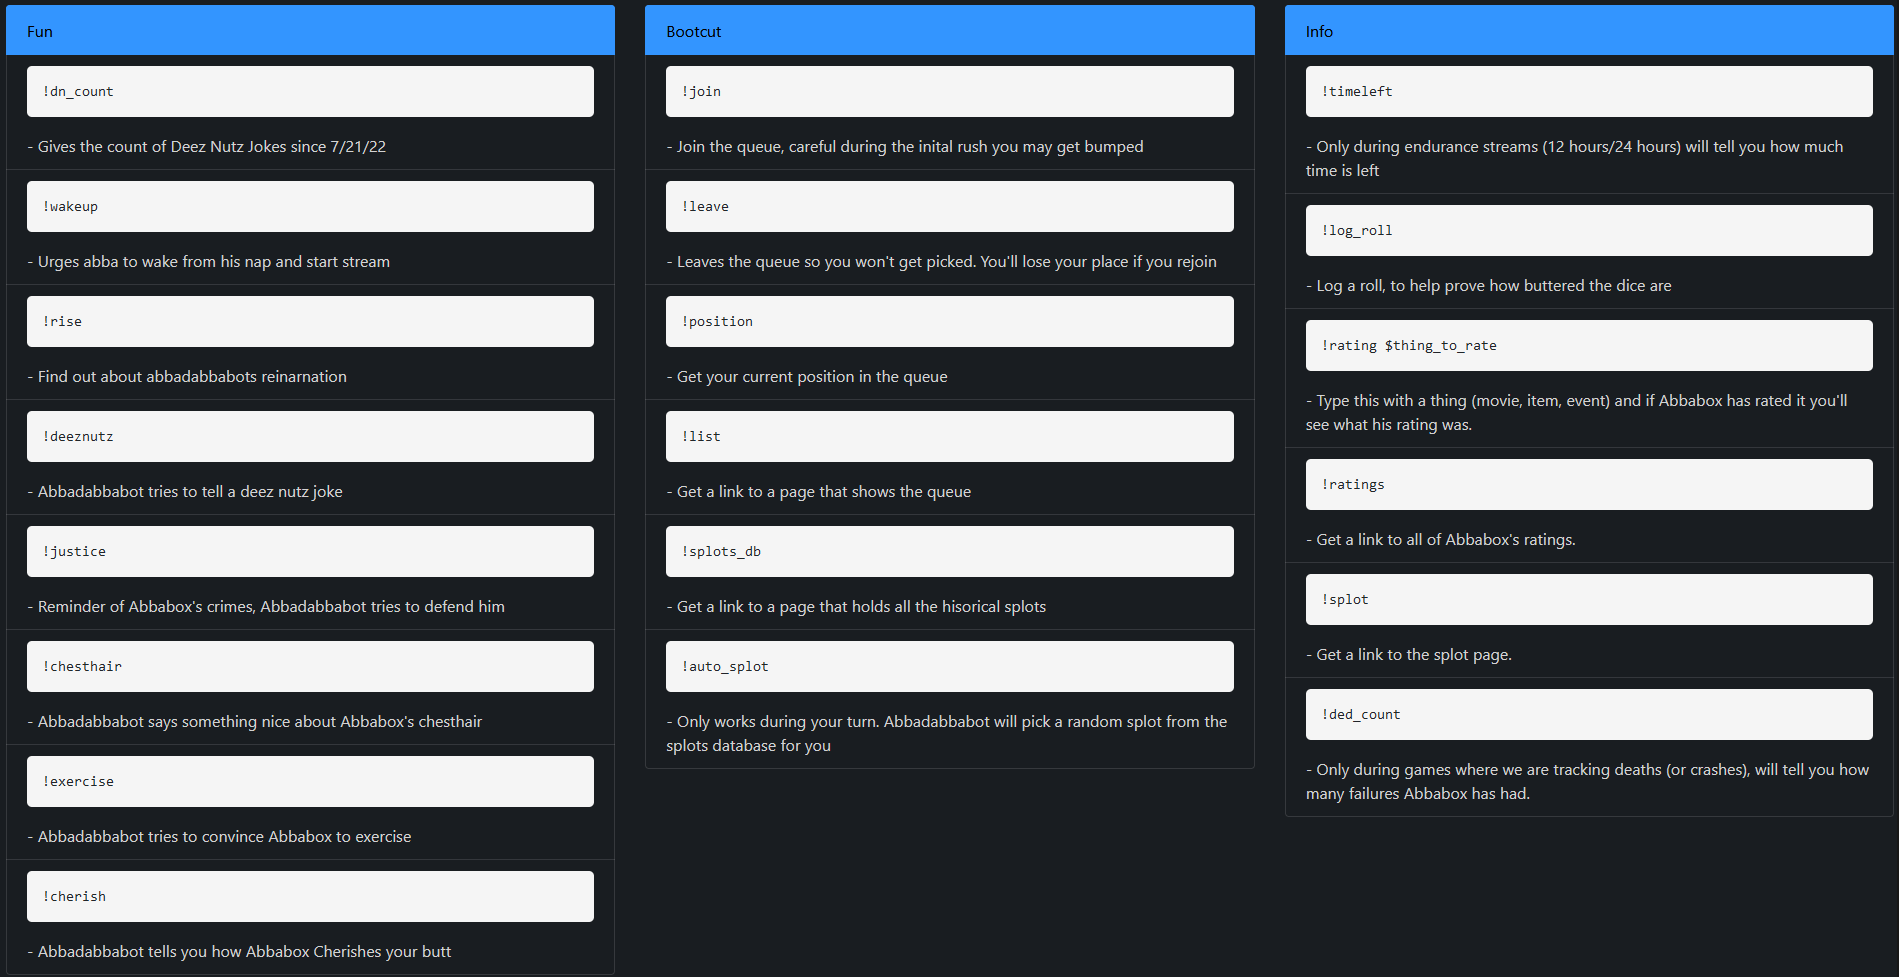 Fun
!dn_count
- Gives the count of Deez Nutz Jokes since 7/21/22
!wakeup
- Urges abba to wake from his nap and start stream
!rise
- Find out about abbadabbabots reinarnation
!deeznutz
- Abbadabbabot tries to tell a deez nutz joke
!justice
- Reminder of Abbabox's crimes, Abbadabbabot tries to defend him
!chesthair
- Abbadabbabot says something nice about Abbabox's chesthair
!exercise
- Abbadabbabot tries to convince Abbabox to exercise
!cherish
- Abbadabbabot tells you how Abbabox Cherishes your butt
Bootcut
!join
- Join the queue, careful during the inital rush you may get bumped
!leave
- Leaves the queue so you won't get picked. You'll lose your place if you rejoin
!position
- Get your current position in the queue
!list
- Get a link to a page that shows the queue
!splots_db
- Get a link to a page that holds all the hisorical splots
!auto_splot
- Only works during your turn. Abbadabbabot will pick a random splot from the
splots database for you
Info
!timeleft
- Only during endurance streams (12 hours/24 hours) will tell you how much
time is left
!log_roll
- Log a roll, to help prove how buttered the dice are
!rating $thing_to_rate
- Type this with a thing (movie, item, event) and if Abbabox has rated it you'll
see what his rating was.
!ratings
- Get a link to all of Abbabox's ratings.
!splot
- Get a link to the splot page.
!ded_count
- Only during games where we are tracking deaths (or crashes), will tell you how
many failures Abbabox has had.